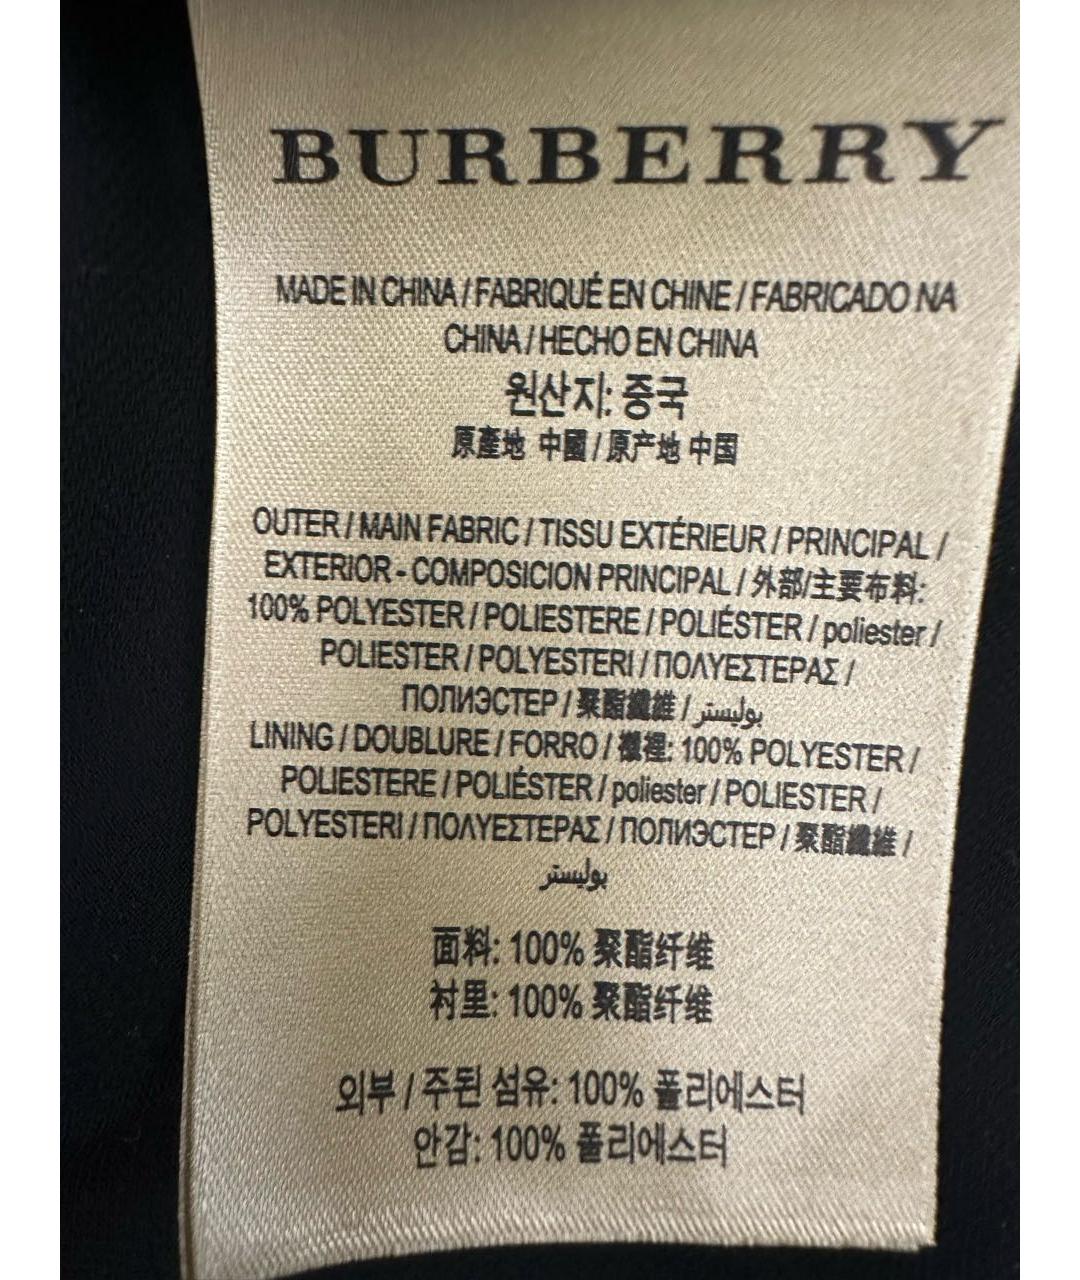 BURBERRY
MADE IN CHINA / FABRIQUÉ EN CHINE / FABRICADO NA
CHINA / HECHO EN CHINA
원산지: 중국
原產地 中國 / 原产地 中国
OUTER / MAIN FABRIC / TISSU EXTÉRIEUR / PRINCIPAL /
EXTERIOR - COMPOSICION PRINCIPAL / 外部/主要布料:
100% POLYESTER / POLIESTERE / POLIÉSTER / poliester /
POLIESTER / POLYESTERI / ΠΟΛΥΕΣΤΕΡΑΣ /
ПОЛИЭСТЕР / 聚酯纖維 / بوليستر
LINING / DOUBLURE / FORRO / 襯裡: 100% POLYESTER /
POLIESTERE / POLIÉSTER / poliester / POLIESTER /
POLYESTERI / ΠΟΛΥΕΣΤΕΡΑΣ / ПОЛИЭСТЕР / 聚酯纖維 /
بوليستر
面料: 100% 聚酯纤维
衬里: 100% 聚酯纤维
외부 / 주된 섬유: 100% 폴리에스터
안감: 100% 폴리에스터